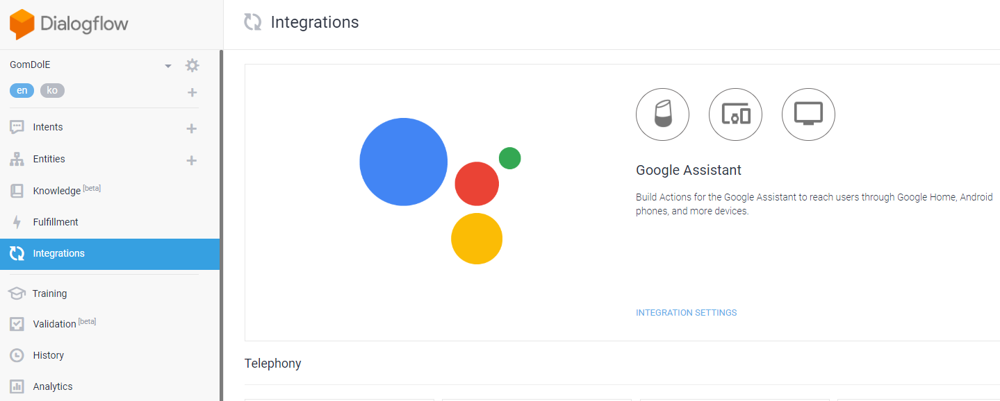 Dialogflow
GomDolE
en ko
Intents
Entities
Knowledge [beta]
Fulfillment
Integrations
Training
Validation [beta]
History
Analytics
Integrations
Google Assistant
Build Actions for the Google Assistant to reach users through Google Home, Android
phones, and more devices.
INTEGRATION SETTINGS
Telephony